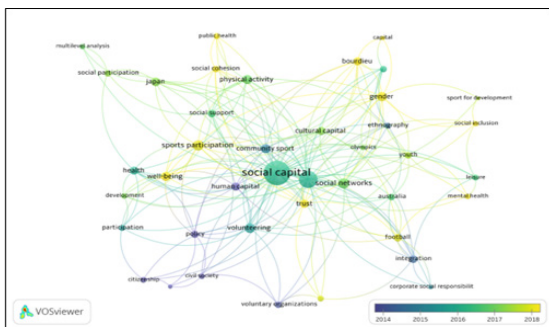 public health
capital
multilevel analysis
bourdieu
social cohesion
social participation
japan
physical activity
gender
sport for development
social support
ethnography
social inclusion
cultural capital
sports participation
community sport
olympics
youth
health
well-being
social capital
social networks
leisure
human capital
development
trust
australia
mental health
participation
volunteering
policy
football
integration
citizenship
civil society
corporate social responsibilit
voluntary organizations
VOSviewer
2014 2015 2016 2017 2018